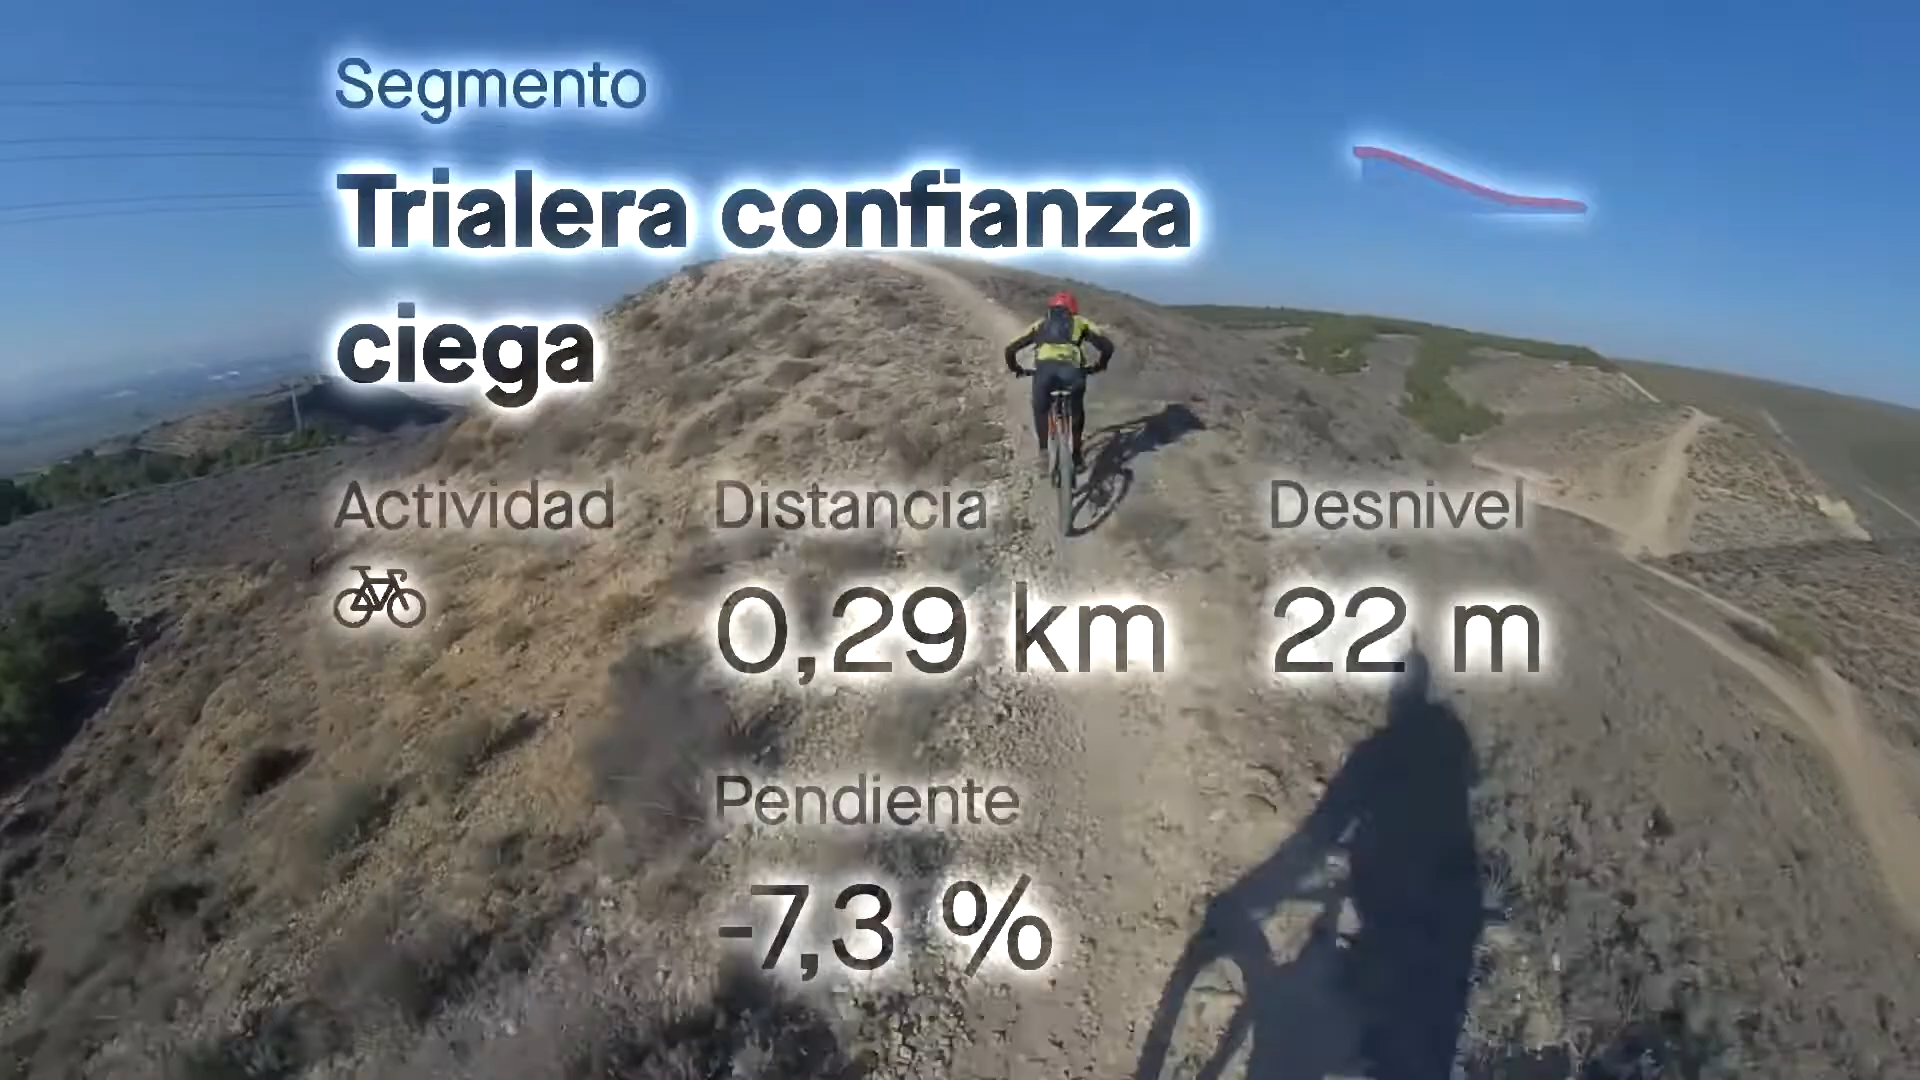 Segmento
Trialera confianza
ciega
Actividad Distancia Desnivel
0,29 km 22 m
Pendiente
-7,3 %